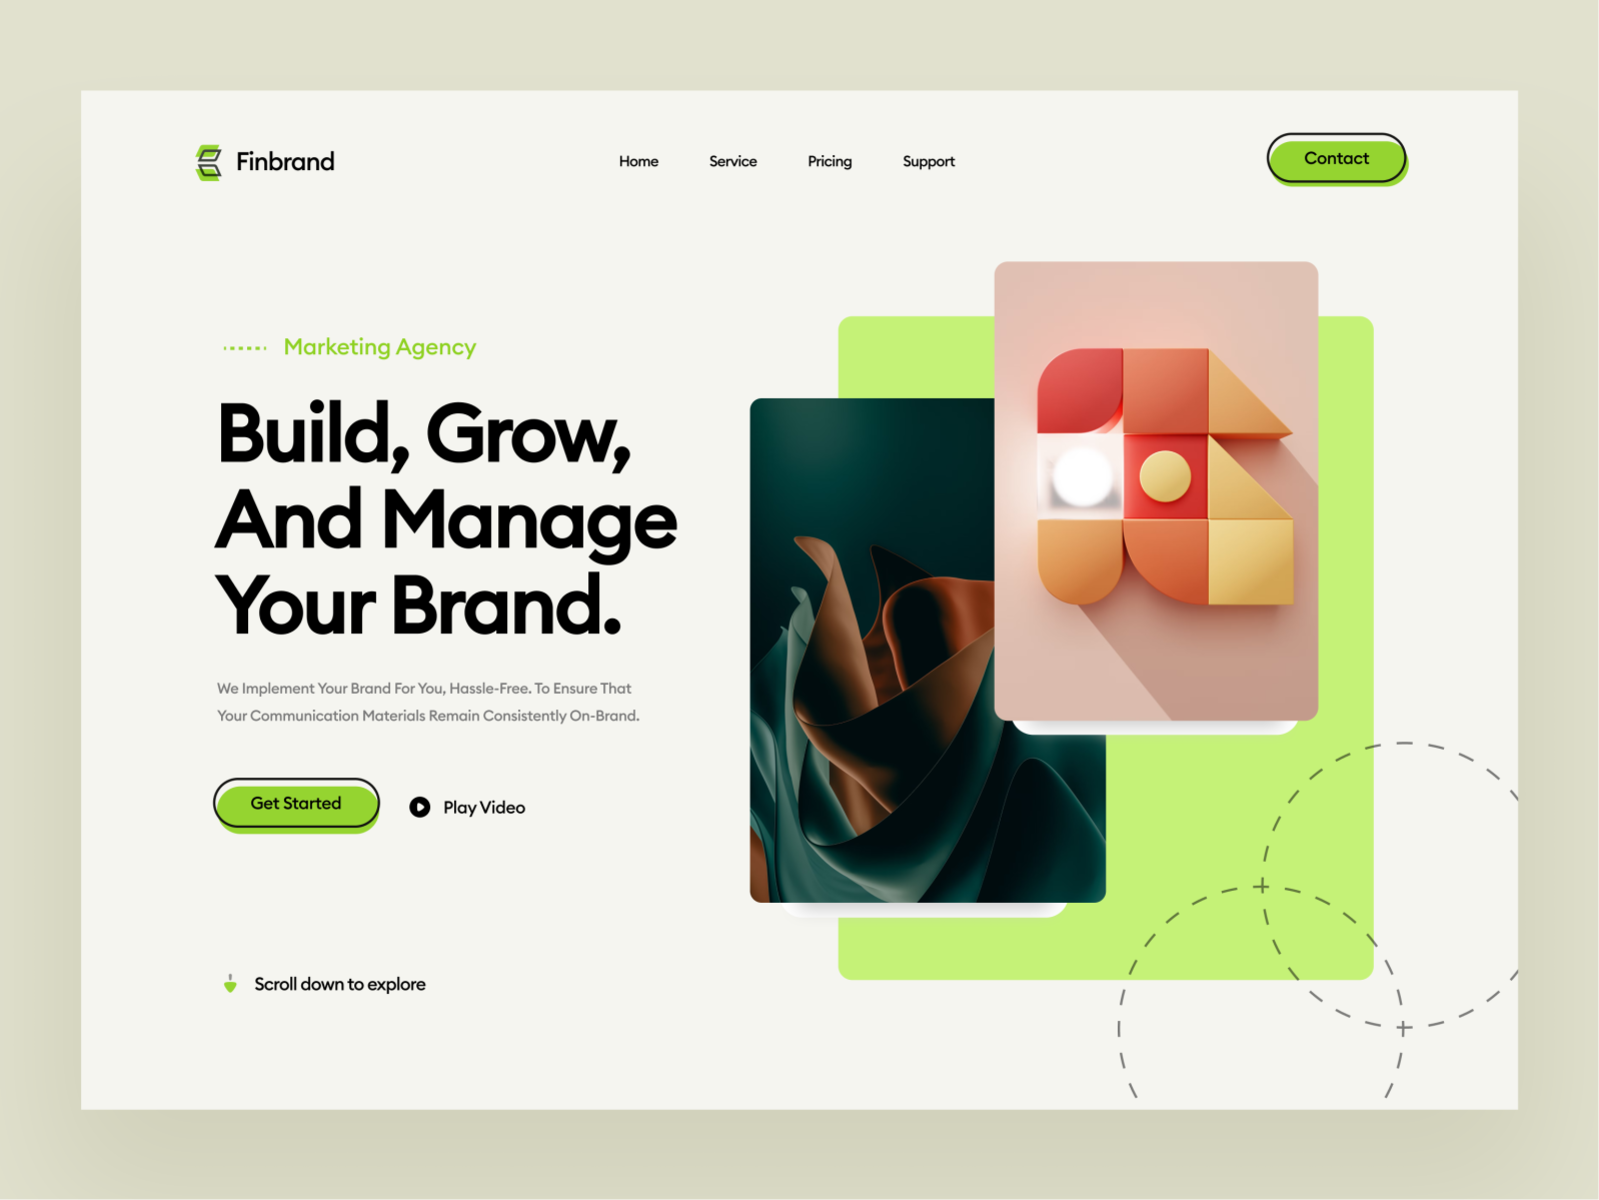 Finbrand
Home
Service
Pricing
Support
Contact
Marketing Agency
Build, Grow,
And Manage
Your Brand.
We Implement Your Brand For You, Hassle-Free. To Ensure That
Your Communication Materials Remain Consistently On-Brand.
Get Started
Play Video
Scroll down to explore